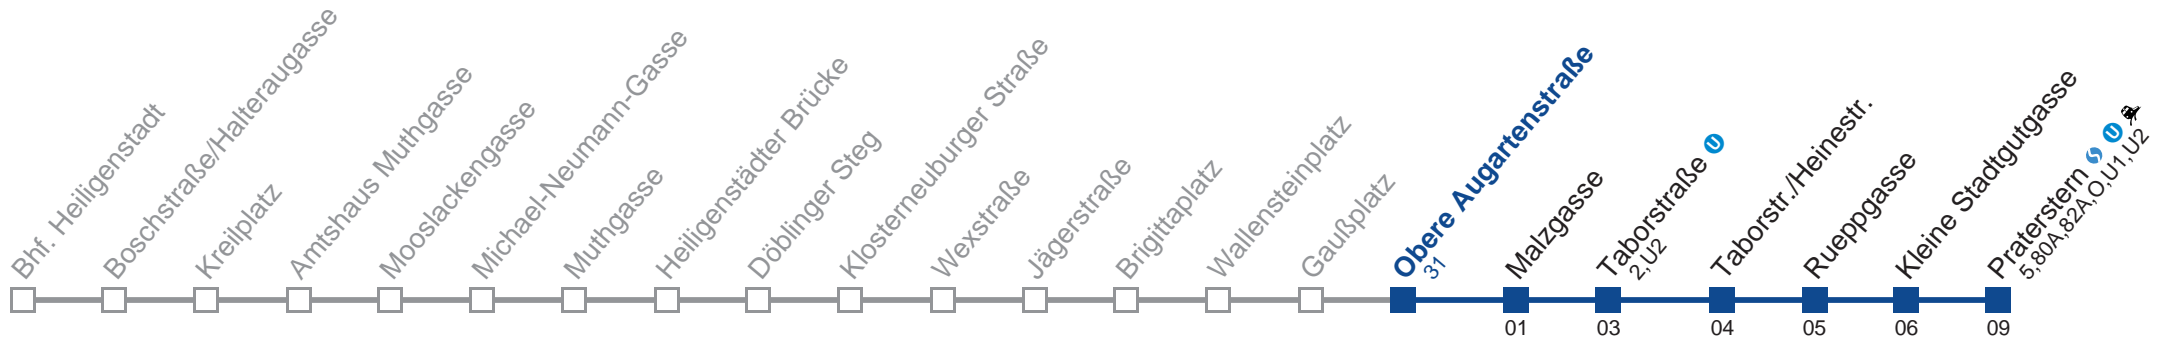 Bhf. Heiligenstadt
Boschstraße/Halteraugasse
Kreilplatz
Amtshaus Muthgasse
Mooslackengasse
Michael-Neumann-Gasse
Muthgasse
Heiligenstädter Brücke
Döblinger Steg
Klosterneuburger Straße
Wexstraße
Jägerstraße
Brigittaplatz
Wallensteinplatz
Gaußplatz
Obere Augartenstraße
31
Malzgasse
01
Taborstraße U
2,U2
03
Taborstr./Heinestr.
04
Rueppgasse
05
Kleine Stadtgutgasse
06
Praterstern S U
5,80A,82A,O,U1,U2
09